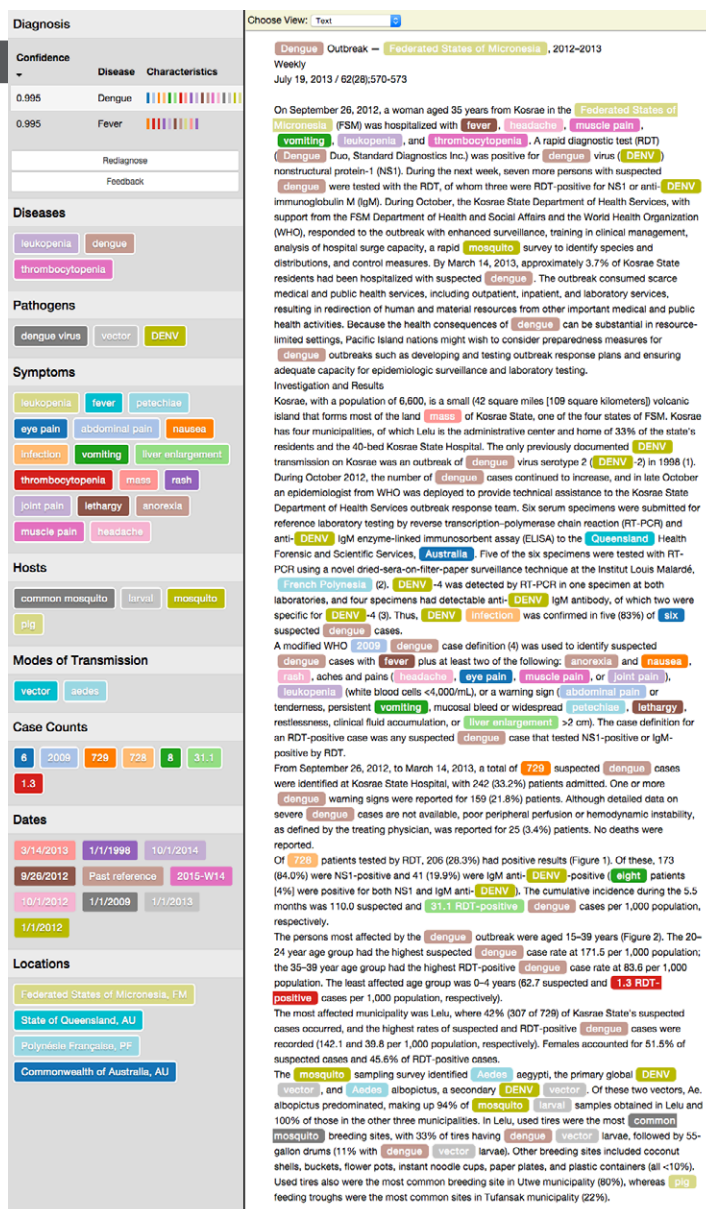 Diagnosis
Confidence
Disease
Characteristics
0.995 Dengue
0.995 Fever
Rediagnose
Feedback
Diseases
leukopenia dengue
thrombocytopenia
Pathogens
dengue virus vector DENV
Symptoms
leukopenia fever petechiae
eye pain abdominal pain nausea
infection vomiting liver enlargement
thrombocytopenia mass rash
joint pain lethargy anorexia
muscle pain headache
Hosts
common mosquito larval mosquito
pig
Modes of Transmission
vector aedes
Case Counts
6 2009 729 728 8 31.1
1.3
Dates
3/14/2013 1/1/1998 10/1/2014
9/26/2012 Past reference 2015-W14
10/1/2012 1/1/2009 1/1/2013
1/1/2012
Locations
Federated States of Micronesia, FM
State of Queensland, AU
Polynésie Française, PF
Commonwealth of Australia, AU
Choose View: Text
Dengue Outbreak — Federated States of Micronesia , 2012–2013
Weekly
July 19, 2013 / 62(28);570-573
On September 26, 2012, a woman aged 35 years from Kosrae in the Federated States of
Micronesia (FSM) was hospitalized with fever , headache , muscle pain ,
vomiting , leukopenia , and thrombocytopenia . A rapid diagnostic test (RDT)
( Dengue Duo, Standard Diagnostics Inc.) was positive for dengue virus ( DENV )
nonstructural protein-1 (NS1). During the next week, seven more persons with suspected
dengue were tested with the RDT, of whom three were RDT-positive for NS1 or anti- DENV
immunoglobulin M (IgM). During October, the Kosrae State Department of Health Services, with
support from the FSM Department of Health and Social Affairs and the World Health Organization
(WHO), responded to the outbreak with enhanced surveillance, training in clinical management,
analysis of hospital surge capacity, a rapid mosquito survey to identify species and
distributions, and control measures. By March 14, 2013, approximately 3.7% of Kosrae State
residents had been hospitalized with suspected dengue . The outbreak consumed scarce
medical and public health services, including outpatient, inpatient, and laboratory services,
resulting in redirection of human and material resources from other important medical and public
health activities. Because the health consequences of dengue can be substantial in resource-
limited settings, Pacific Island nations might wish to consider preparedness measures for
dengue outbreaks such as developing and testing outbreak response plans and ensuring
adequate capacity for epidemiologic surveillance and laboratory testing.
Investigation and Results
Kosrae, with a population of 6,600, is a small (42 square miles [109 square kilometers]) volcanic
island that forms most of the land mass of Kosrae State, one of the four states of FSM. Kosrae
has four municipalities, of which Lelu is the administrative center and home of 33% of the state's
residents and the 40-bed Kosrae State Hospital. The only previously documented DENV
transmission on Kosrae was an outbreak of dengue virus serotype 2 ( DENV -2) in 1998 (1).
During October 2012, the number of dengue cases continued to increase, and in late October
an epidemiologist from WHO was deployed to provide technical assistance to the Kosrae State
Department of Health Services outbreak response team. Six serum specimens were submitted for
reference laboratory testing by reverse transcription–polymerase chain reaction (RT-PCR) and
anti- DENV IgM enzyme-linked immunosorbent assay (ELISA) to the Queensland Health
Forensic and Scientific Services, Australia . Five of the six specimens were tested with RT-
PCR using a novel dried-sera-on-filter-paper surveillance technique at the Institut Louis Malardé,
French Polynesia (2). DENV -4 was detected by RT-PCR in one specimen at both
laboratories, and four specimens had detectable anti- DENV IgM antibody, of which two were
specific for DENV -4 (3). Thus, DENV infection was confirmed in five (83%) of six
suspected dengue cases.
A modified WHO 2009 dengue case definition (4) was used to identify suspected
dengue cases with fever plus at least two of the following: anorexia and nausea ,
rash , aches and pains ( headache , eye pain , muscle pain , or joint pain ),
leukopenia (white blood cells <4,000/mL), or a warning sign ( abdominal pain or
tenderness, persistent vomiting , mucosal bleed or widespread petechiae , lethargy ,
restlessness, clinical fluid accumulation, or liver enlargement >2 cm). The case definition for
an RDT-positive case was any suspected dengue case that tested NS1-positive or IgM-
positive by RDT.
From September 26, 2012, to March 14, 2013, a total of 729 suspected dengue cases
were identified at Kosrae State Hospital, with 242 (33.2%) patients admitted. One or more
dengue warning signs were reported for 159 (21.8%) patients. Although detailed data on
severe dengue cases are not available, poor peripheral perfusion or hemodynamic instability,
as defined by the treating physician, was reported for 25 (3.4%) patients. No deaths were
reported.
Of 728 patients tested by RDT, 206 (28.3%) had positive results (Figure 1). Of these, 173
(84.0%) were NS1-positive and 41 (19.9%) were IgM anti- DENV -positive ( eight patients
[4%] were positive for both NS1 and IgM anti- DENV ). The cumulative incidence during the 5.5
months was 110.0 suspected and 31.1 RDT-positive dengue cases per 1,000 population,
respectively.
The persons most affected by the dengue outbreak were aged 15–39 years (Figure 2). The 20–
24 year age group had the highest suspected dengue case rate at 171.5 per 1,000 population;
the 35–39 year age group had the highest RDT-positive dengue case rate at 83.6 per 1,000
population. The least affected age group was 0–4 years (62.7 suspected and 1.3 RDT-
positive cases per 1,000 population, respectively).
The most affected municipality was Lelu, where 42% (307 of 729) of Kasrae State's suspected
cases occurred, and the highest rates of suspected and RDT-positive dengue cases were
recorded (142.1 and 39.8 per 1,000 population, respectively). Females accounted for 51.5% of
suspected cases and 45.6% of RDT-positive cases.
The mosquito sampling survey identified Aedes aegypti, the primary global DENV
vector , and Aedes albopictus, a secondary DENV vector . Of these two vectors, Ae.
albopictus predominated, making up 94% of mosquito larval samples obtained in Lelu and
100% of those in the other three municipalities. In Lelu, used tires were the most common
mosquito breeding sites, with 33% of tires having dengue vector larvae, followed by 55-
gallon drums (11% with dengue vector larvae). Other breeding sites included coconut
shells, buckets, flower pots, instant noodle cups, paper plates, and plastic containers (all <10%).
Used tires also were the most common breeding site in Utwe municipality (80%), whereas pig
feeding troughs were the most common sites in Tufansak municipality (22%).